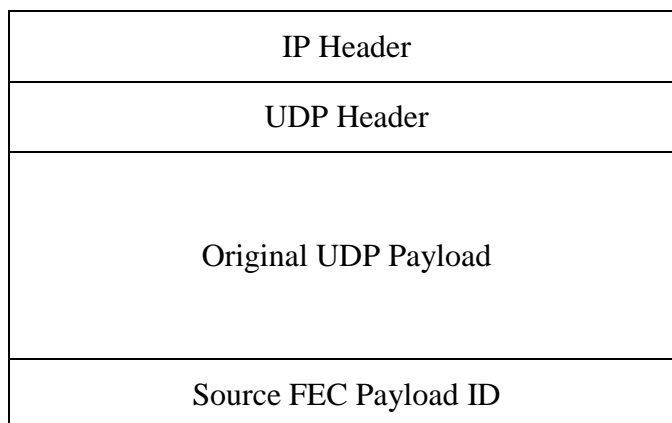 IP Header
UDP Header
Original UDP Payload
Source FEC Payload ID